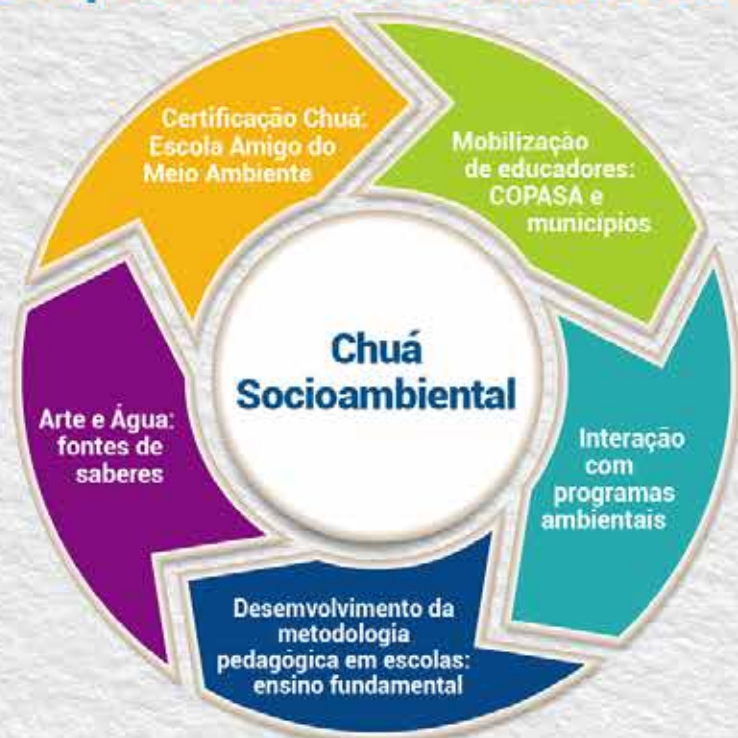 Chuá
Socioambiental
Certificação Chuá:
Escola Amigo do
Meio Ambiente
Mobilização
de educadores:
COPASA e
municípios
Interação
com
programas
ambientais
Desemvolvimento da
metodologia
pedagógica em escolas:
ensino fundamental
Arte e Água:
fontes de
saberes